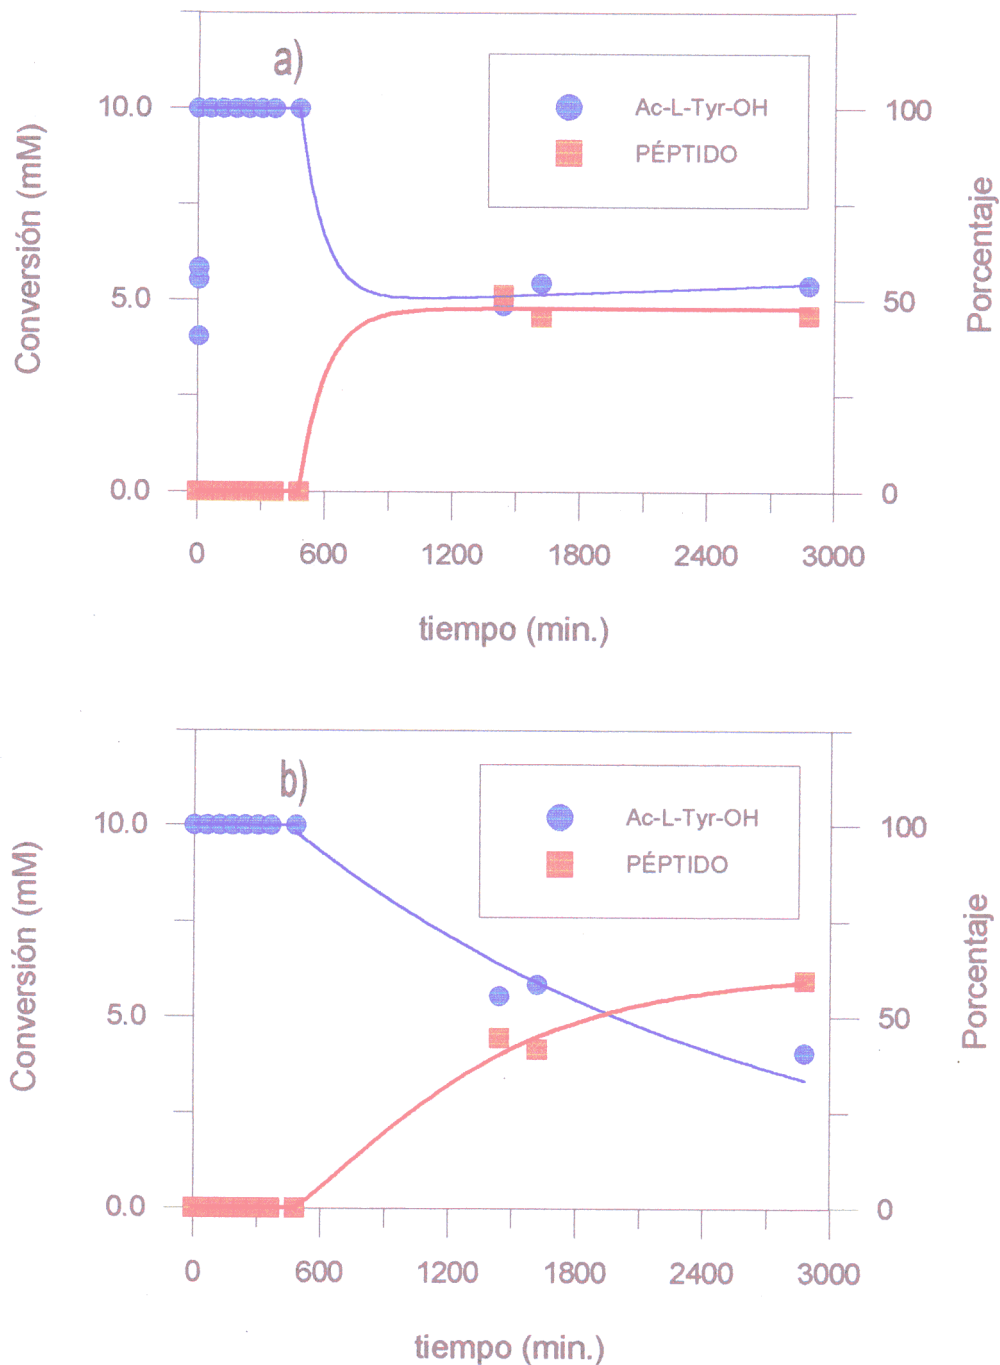 a)
Ac-L-Tyr-OH
PÉPTIDO
Conversión (mM)
10.0
5.0
0.0
Porcentaje
100
50
0
0 600 1200 1800 2400 3000
tiempo (min.)
b)
Ac-L-Tyr-OH
PÉPTIDO
Conversión (mM)
10.0
5.0
0.0
Porcentaje
100
50
0
0 600 1200 1800 2400 3000
tiempo (min.)